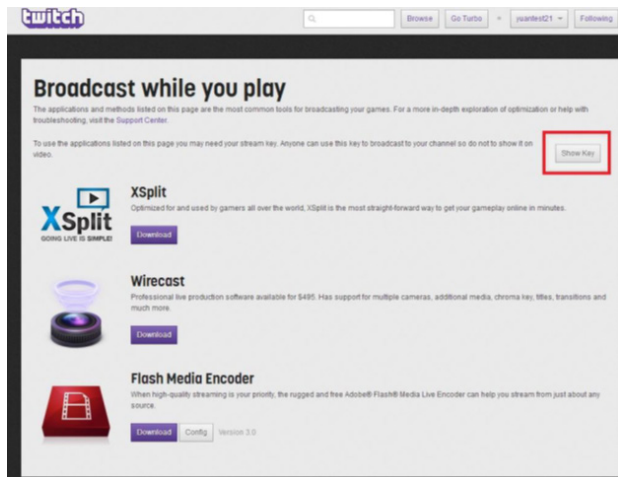 twitch
Browse Go Turbo yuantest21 Following
Broadcast while you play
The applications and methods listed on this page are the most common tools for broadcasting your games. For a more in-depth exploration of optimization or help with
troubleshooting, visit the Support Center.
To use the applications listed on this page you may need your stream key. Anyone can use this key to broadcast to your channel so do not to show it on
video.
Show Key
XSplit
GOING LIVE IS SIMPLE!
XSplit
Optimized for and used by gamers all over the world, XSplit is the most straight-forward way to get your gameplay online in minutes.
Download
Wirecast
Professional live production software available for $495. Has support for multiple cameras, additional media, chroma key, titles, transitions and
much more.
Download
Flash Media Encoder
When high-quality streaming is your priority, the rugged and free Adobe® Flash® Media Live Encoder can help you stream from just about any
source.
Download Config Version 3.0